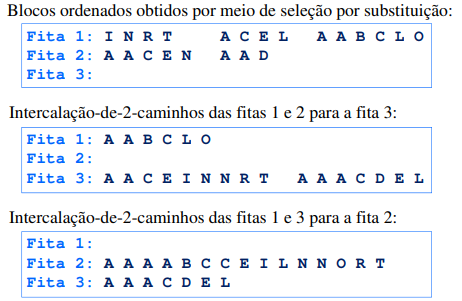 Blocos ordenados obtidos por meio de seleção por substituição:
Fita 1: I N R T   A C E L   A A B C L O
Fita 2: A A C E N   A A D
Fita 3:
Intercalação-de-2-caminhos das fitas 1 e 2 para a fita 3:
Fita 1: A A B C L O
Fita 2:
Fita 3: A A C E I N N R T   A A A C D E L
Intercalação-de-2-caminhos das fitas 1 e 3 para a fita 2:
Fita 1:
Fita 2: A A A A B C C E I L N N O R T
Fita 3: A A A C D E L